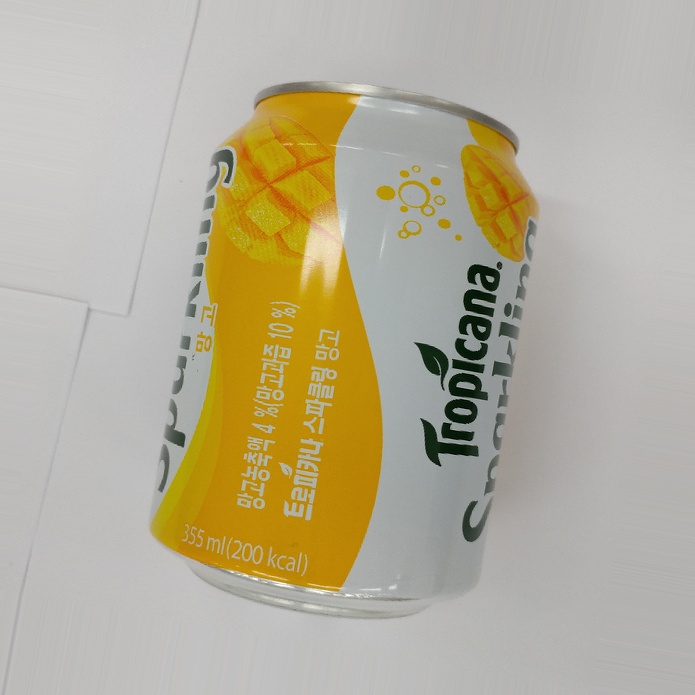 Sparkling
망고
망고농축액 4 %(망고과즙 10 %)
트로피카나 스파클링 망고
355 ml(200 kcal)
Tropicana
Sparkling